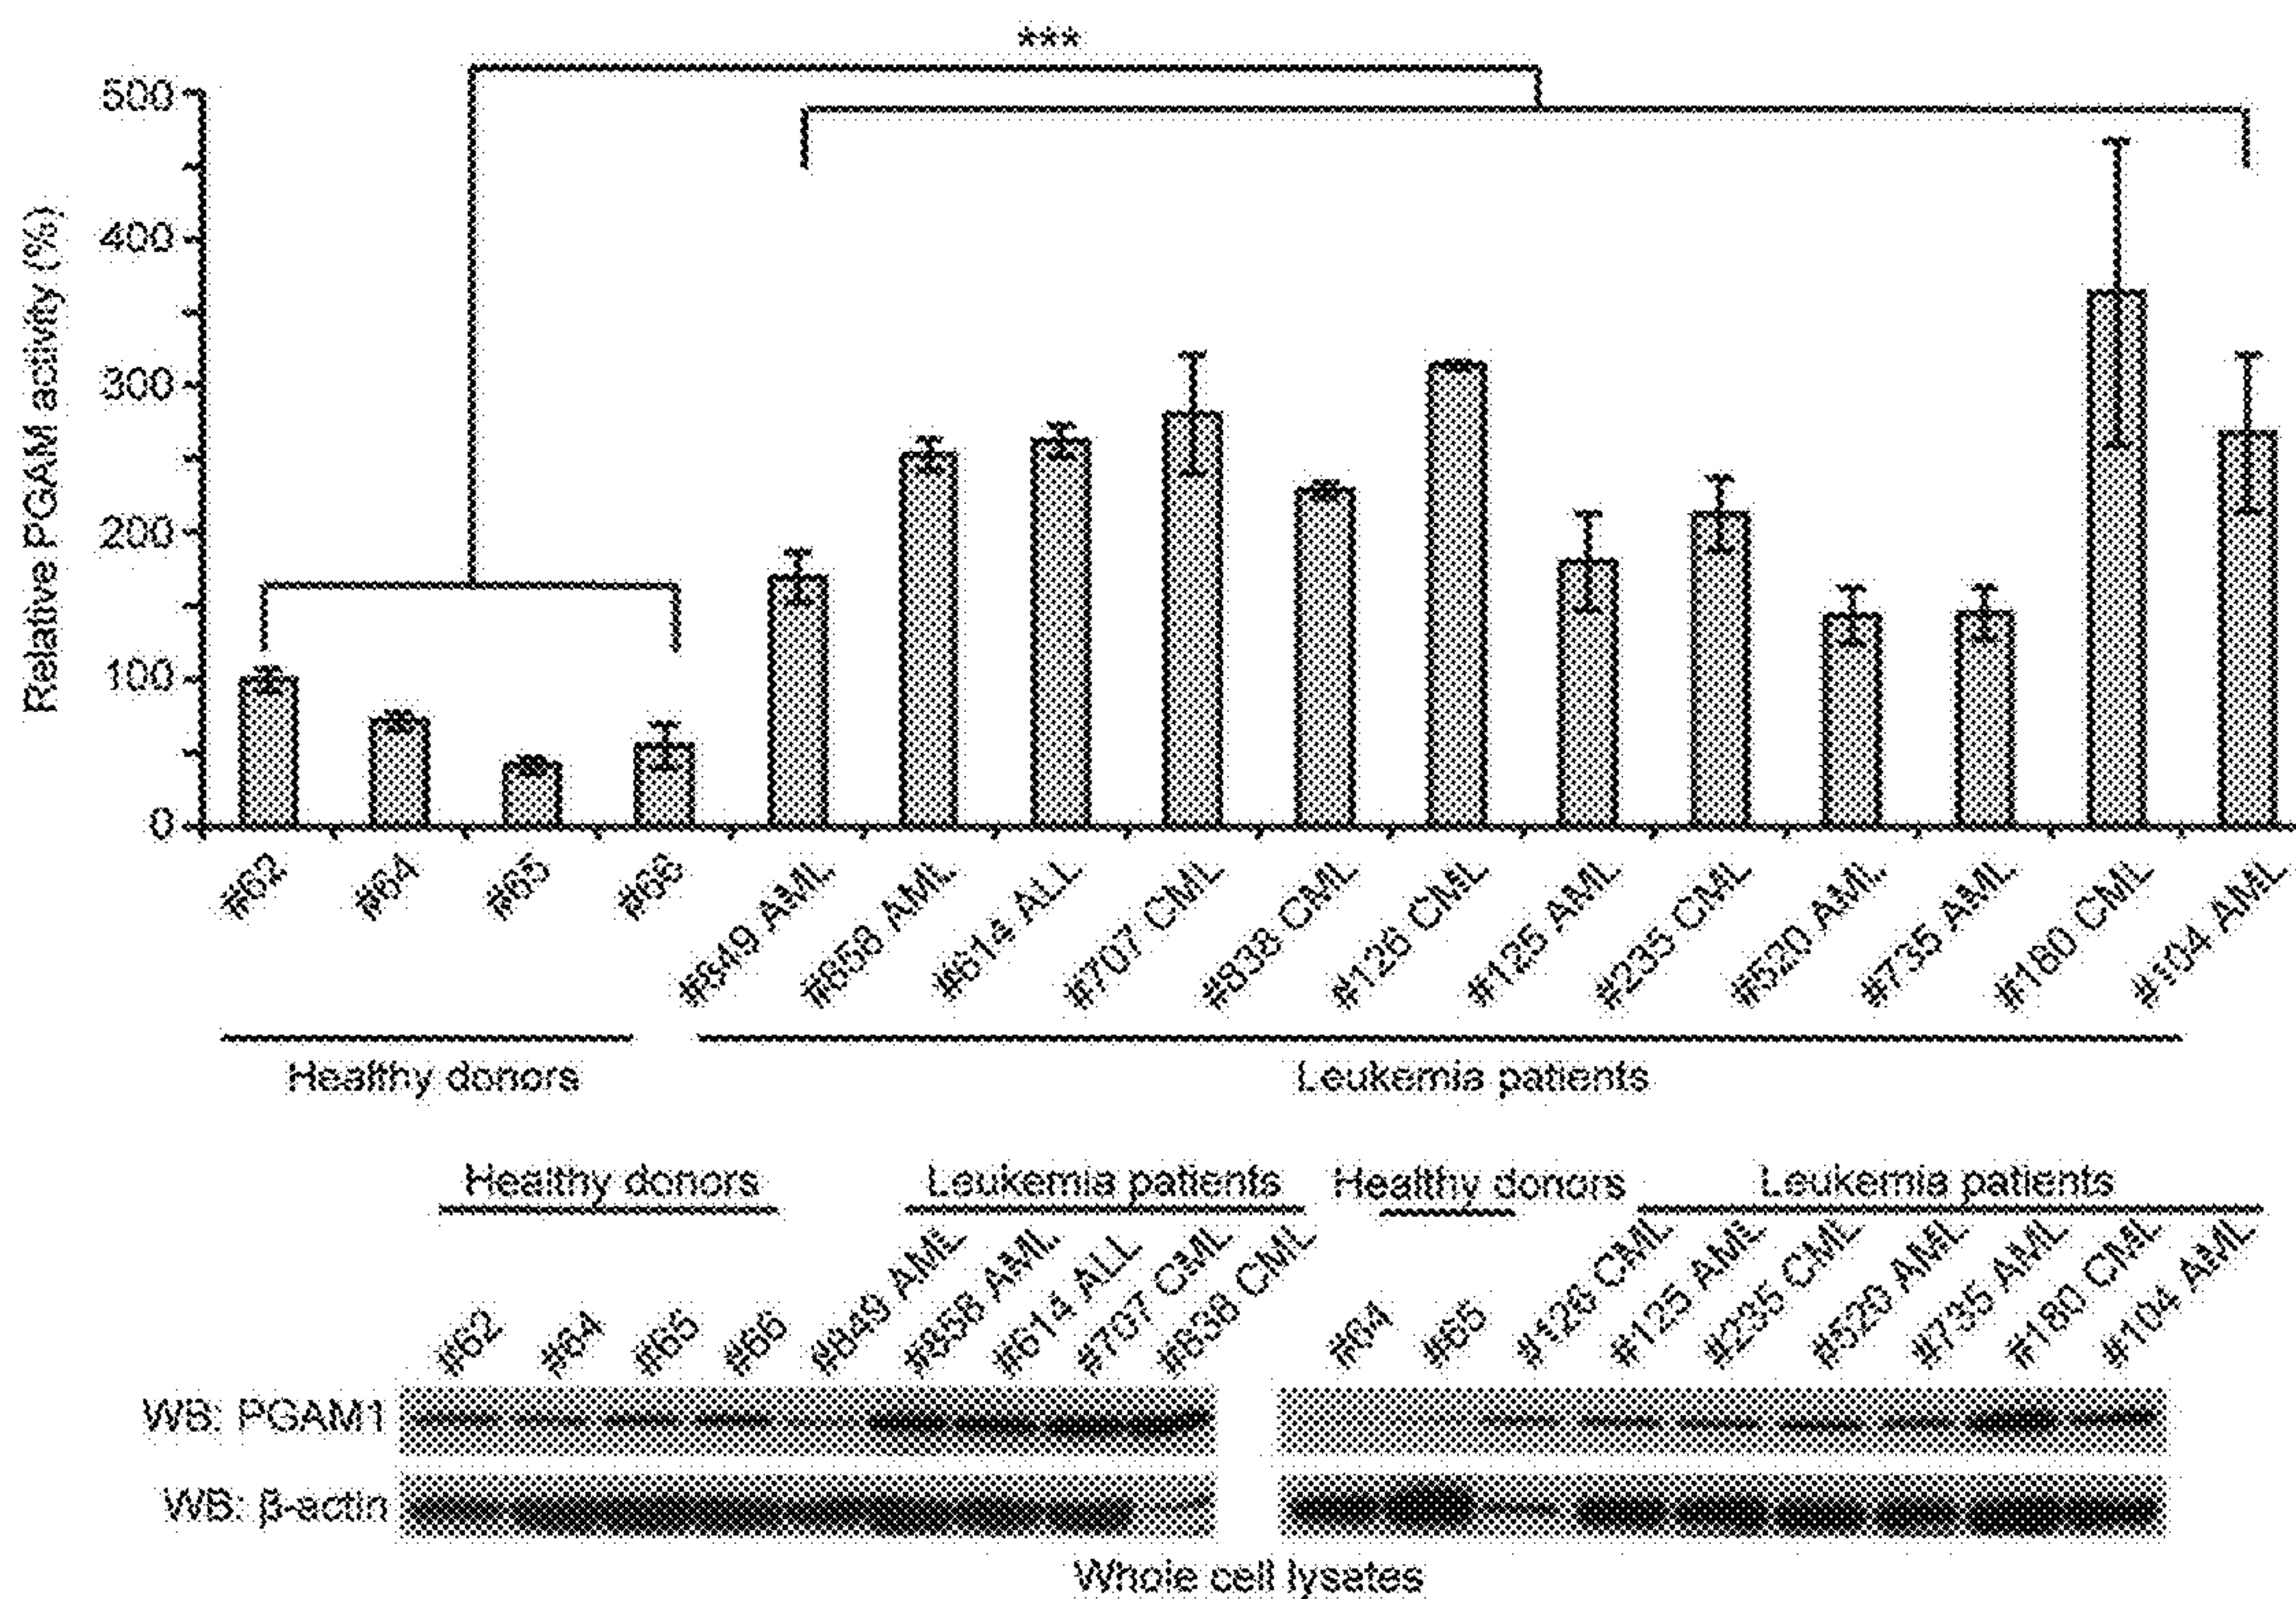 ***
Relative PGAM activity (%)
500
400
300
200
100
0
#62
#64
#65
#66
#849 AML
#858 AML
#614 ALL
#707 CML
#838 CML
#126 CML
#125 AML
#235 CML
#520 AML
#735 AML
#180 CML
#104 AML
Healthy donors
Leukemia patients
Healthy donors
Leukemia patients
Healthy donors
Leukemia patients
#62
#64
#65
#66
#849 AML
#858 AML
#614 ALL
#707 CML
#838 CML
#64
#65
#126 CML
#125 AML
#235 CML
#520 AML
#735 AML
#180 CML
#104 AML
WB: PGAM1
WB: β-actin
Whole cell lysates